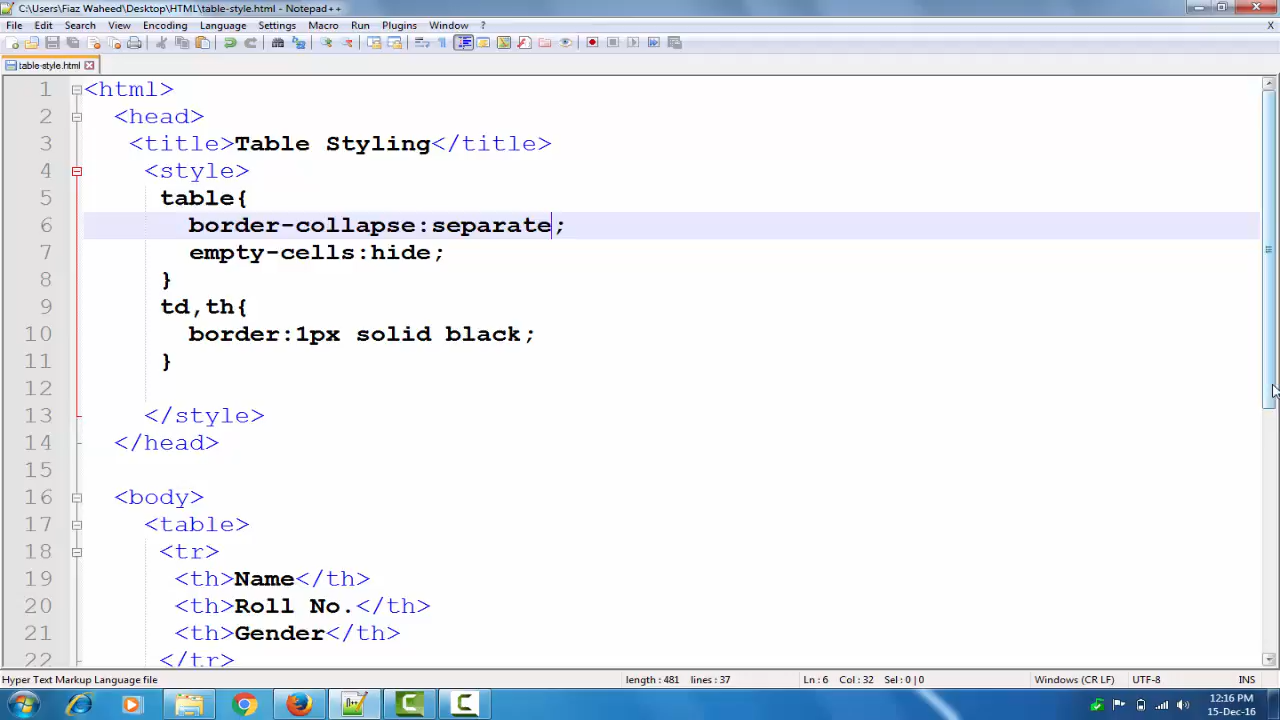 C:\Users\Fiaz Waheed\Desktop\HTML\table-style.html - Notepad++
File Edit Search View Encoding Language Settings Macro Run Plugins Window ? X
table-style.html
1 <html>
2 <head>
3 <title>Table Styling</title>
4 <style>
5 table{
6 border-collapse:separate;
7 empty-cells:hide;
8 }
9 td,th{
10 border:1px solid black;
11 }
12
13 </style>
14 </head>
15
16 <body>
17 <table>
18 <tr>
19 <th>Name</th>
20 <th>Roll No.</th>
21 <th>Gender</th>
22 </tr>
Hyper Text Markup Language file length : 481 lines : 37 Ln : 6 Col : 32 Sel : 0 | 0 Windows (CR LF) UTF-8 INS
12:16 PM
15-Dec-16